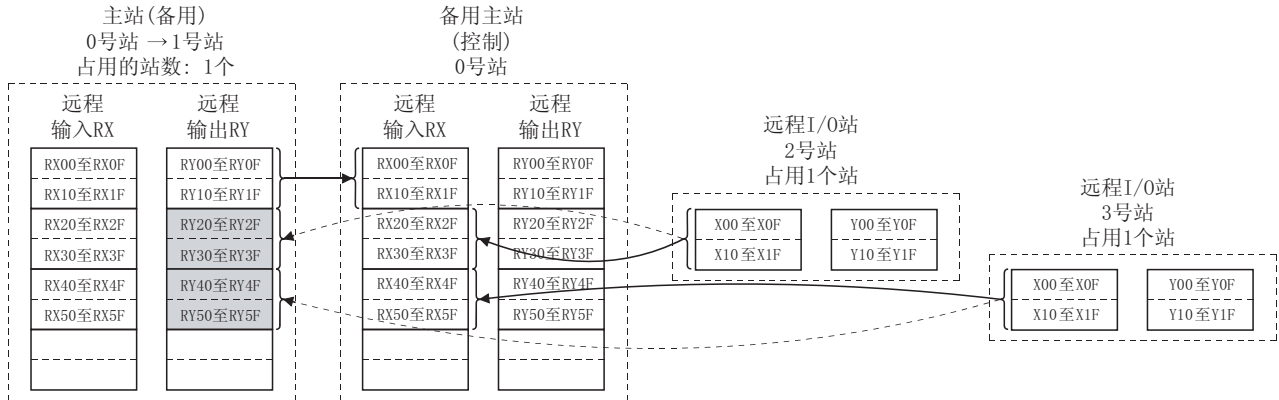 主站(备用)
0号站 →1号站
占用的站数: 1个
远程
输入RX
远程
输出RY
RX00至RX0F
RY00至RY0F
RX10至RX1F
RY10至RY1F
RX20至RX2F
RY20至RY2F
RX30至RX3F
RY30至RY3F
RX40至RX4F
RY40至RY4F
RX50至RX5F
RY50至RY5F
备用主站
(控制)
0号站
远程
输入RX
远程
输出RY
RX00至RX0F
RY00至RY0F
RX10至RX1F
RY10至RY1F
RX20至RX2F
RY20至RY2F
RX30至RX3F
RY30至RY3F
RX40至RX4F
RY40至RY4F
RX50至RX5F
RY50至RY5F
远程I/O站
2号站
占用1个站
X00至X0F
Y00至Y0F
X10至X1F
Y10至Y1F
远程I/O站
3号站
占用1个站
X00至X0F
Y00至Y0F
X10至X1F
Y10至Y1F